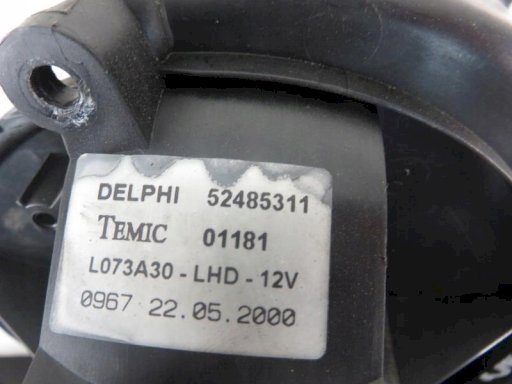 DELPHI 52485311
TEMIC 01181
L073A30 - LHD - 12V
0967 22.05.2000